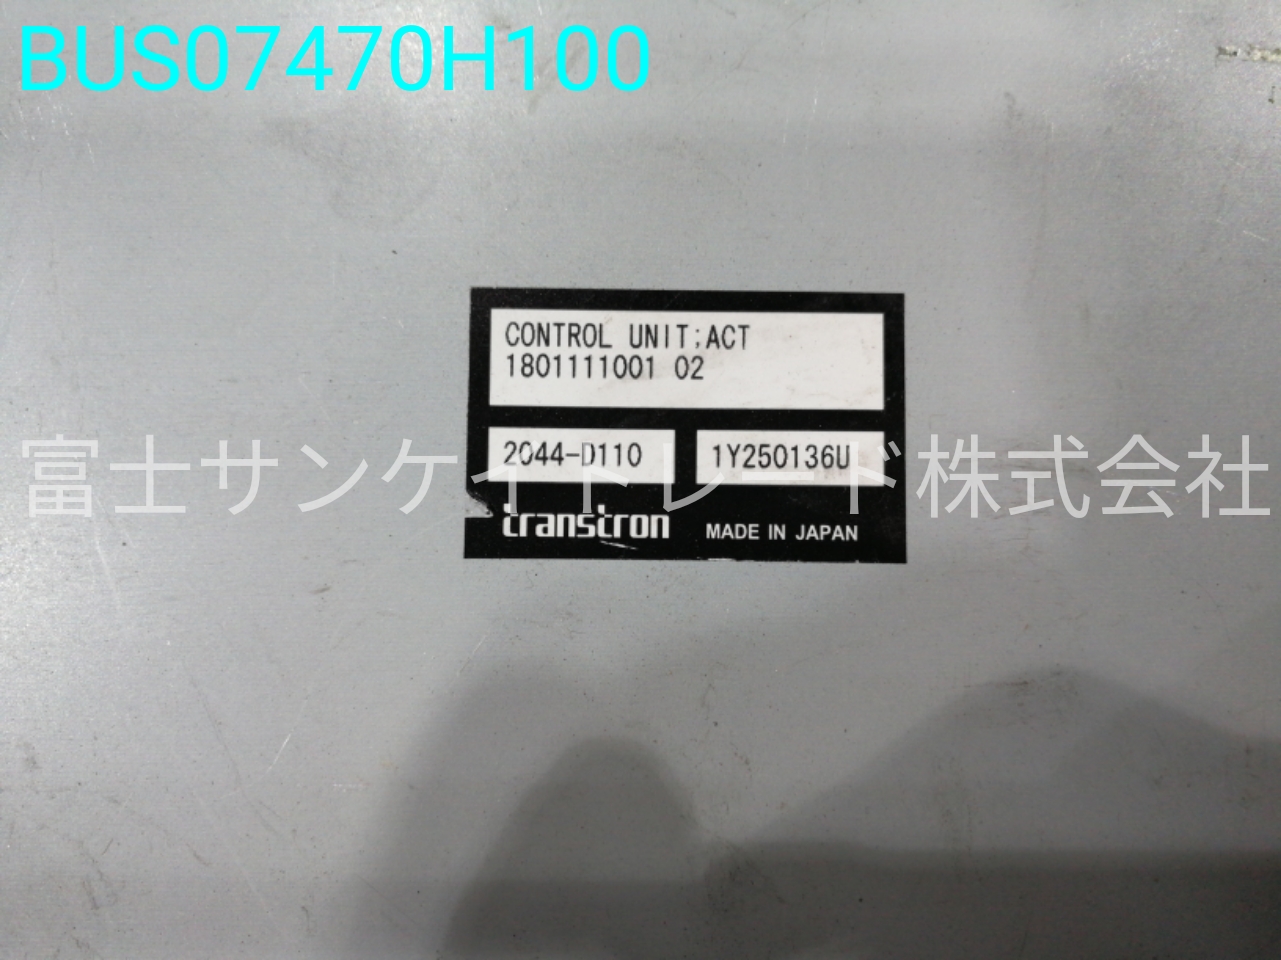 BUS07470H100
CONTROL UNIT;ACT
1801111001 02
2044-D110 1Y250136U
富士サンケイトレード株式会社
transtron MADE IN JAPAN